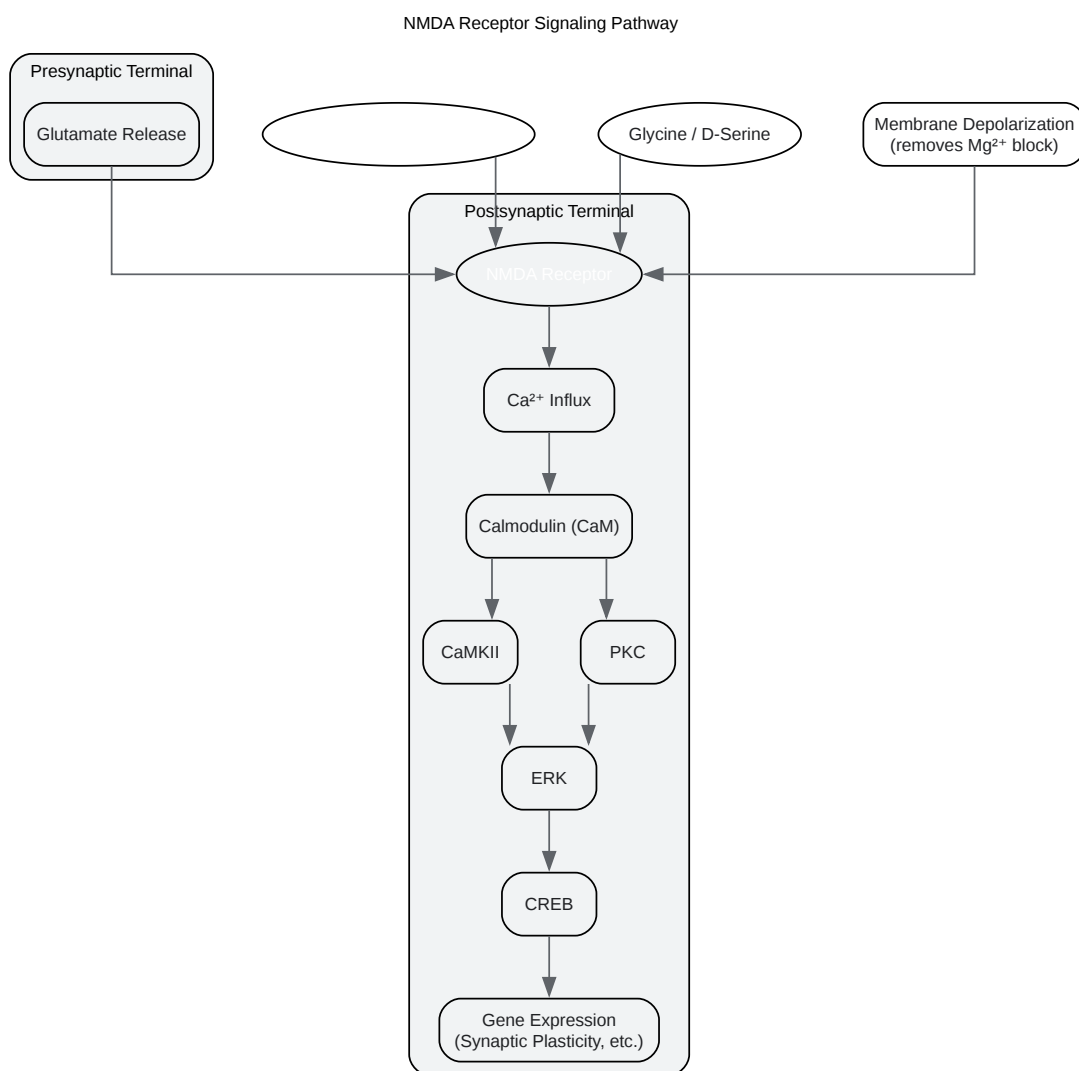 NMDA Receptor Signaling Pathway
Presynaptic Terminal
Glutamate Release
Glycine / D-Serine
Membrane Depolarization
(removes Mg²⁺ block)
Postsynaptic Terminal
NMDA Receptor
Ca²⁺ Influx
Calmodulin (CaM)
CaMKII
PKC
ERK
CREB
Gene Expression
(Synaptic Plasticity, etc.)